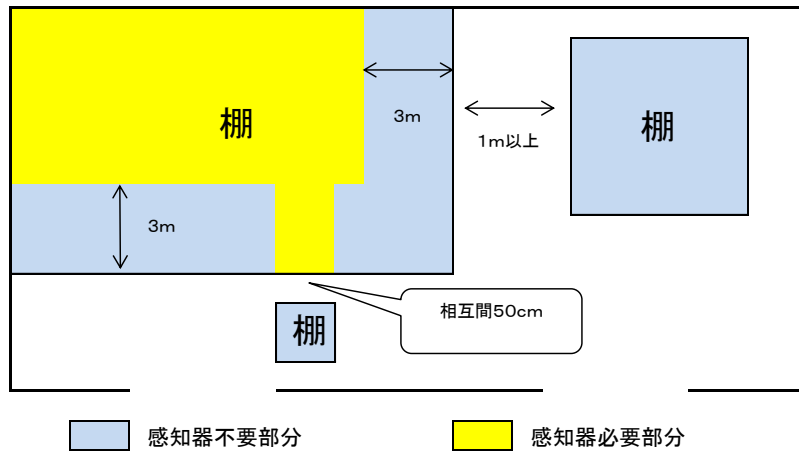 棚
3m
1m以上
棚
3m
相互間50cm
棚
感知器不要部分
感知器必要部分